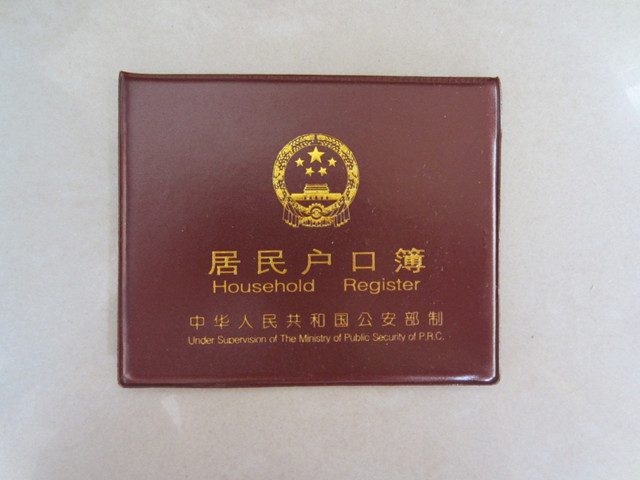 居民户口簿
Household Register
中华人民共和国公安部制
Under Supervision of The Ministry of Public Security of P.R.C.